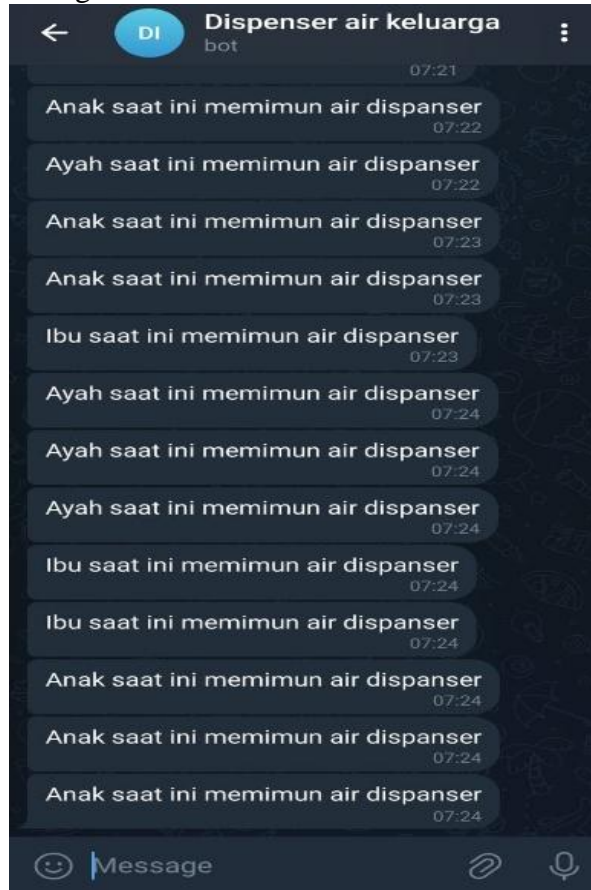 DI
Dispenser air keluarga
bot
07:21
Anak saat ini memimun air dispanser
07:22
Ayah saat ini memimun air dispanser
07:22
Anak saat ini memimun air dispanser
07:23
Anak saat ini memimun air dispanser
07:23
Ibu saat ini memimun air dispanser
07:23
Ayah saat ini memimun air dispanser
07:24
Ayah saat ini memimun air dispanser
07:24
Ayah saat ini memimun air dispanser
07:24
Ibu saat ini memimun air dispanser
07:24
Ibu saat ini memimun air dispanser
07:24
Anak saat ini memimun air dispanser
07:24
Anak saat ini memimun air dispanser
07:24
Anak saat ini memimun air dispanser
07:24
Message